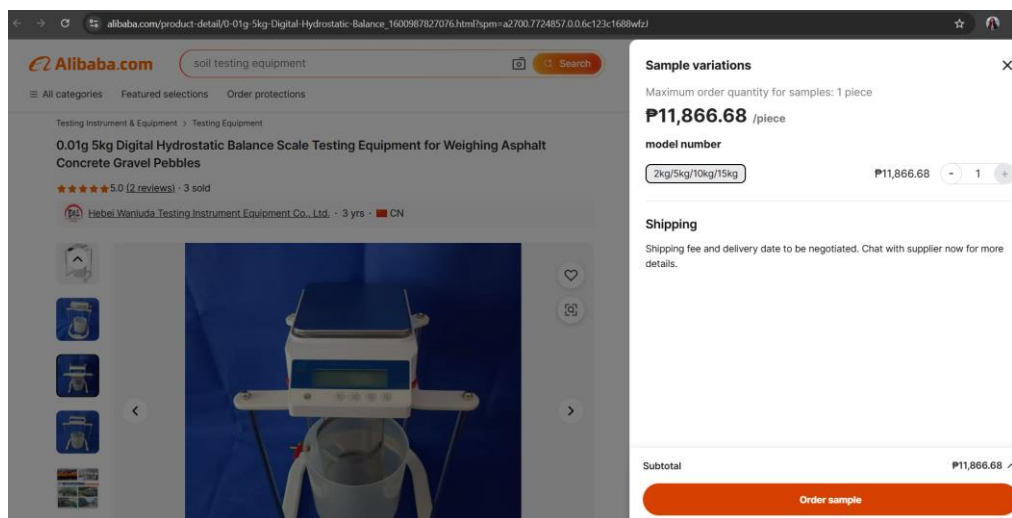 alibaba.com/product-detail/0-01g-5kg-Digital-Hydrostatic-Balance_1600987827076.html?spm=a2700.7724857.0.0.6c123c1688wfzJ
Alibaba.com
soil testing equipment
Search
All categories Featured selections Order protections
Testing Instrument & Equipment > Testing Equipment
0.01g 5kg Digital Hydrostatic Balance Scale Testing Equipment for Weighing Asphalt
Concrete Gravel Pebbles
5.0 (2 reviews) · 3 sold
Hebei Wanluda Testing Instrument Equipment Co., Ltd. · 3 yrs · CN
Sample variations
Maximum order quantity for samples: 1 piece
₱11,866.68 /piece
model number
2kg/5kg/10kg/15kg ₱11,866.68 - 1 +
Shipping
Shipping fee and delivery date to be negotiated. Chat with supplier now for more
details.
Subtotal ₱11,866.68
Order sample